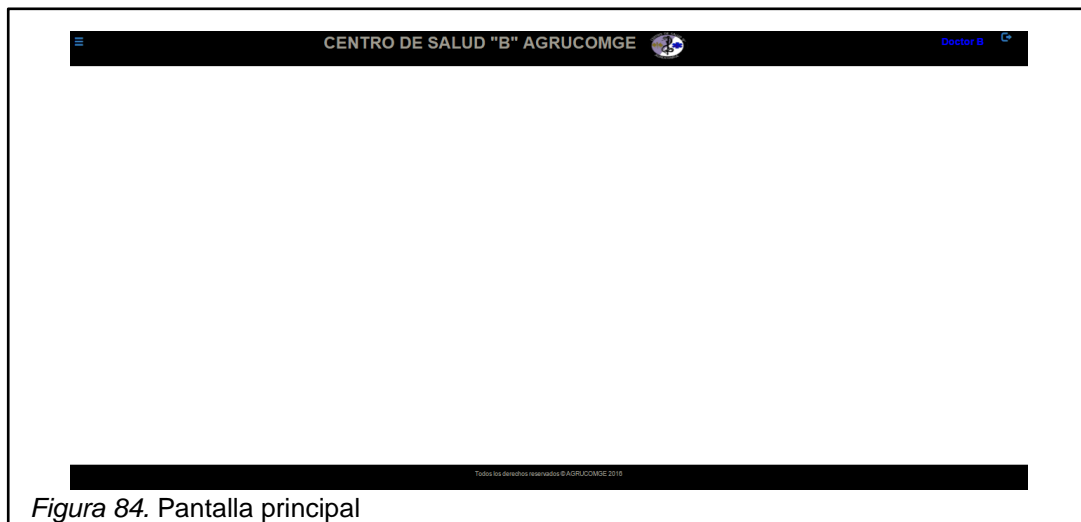 CENTRO DE SALUD "B" AGRUCOMGE
Doctor B
Todos los derechos reservados © AGRUCOMGE 2016
Figura 84. Pantalla principal